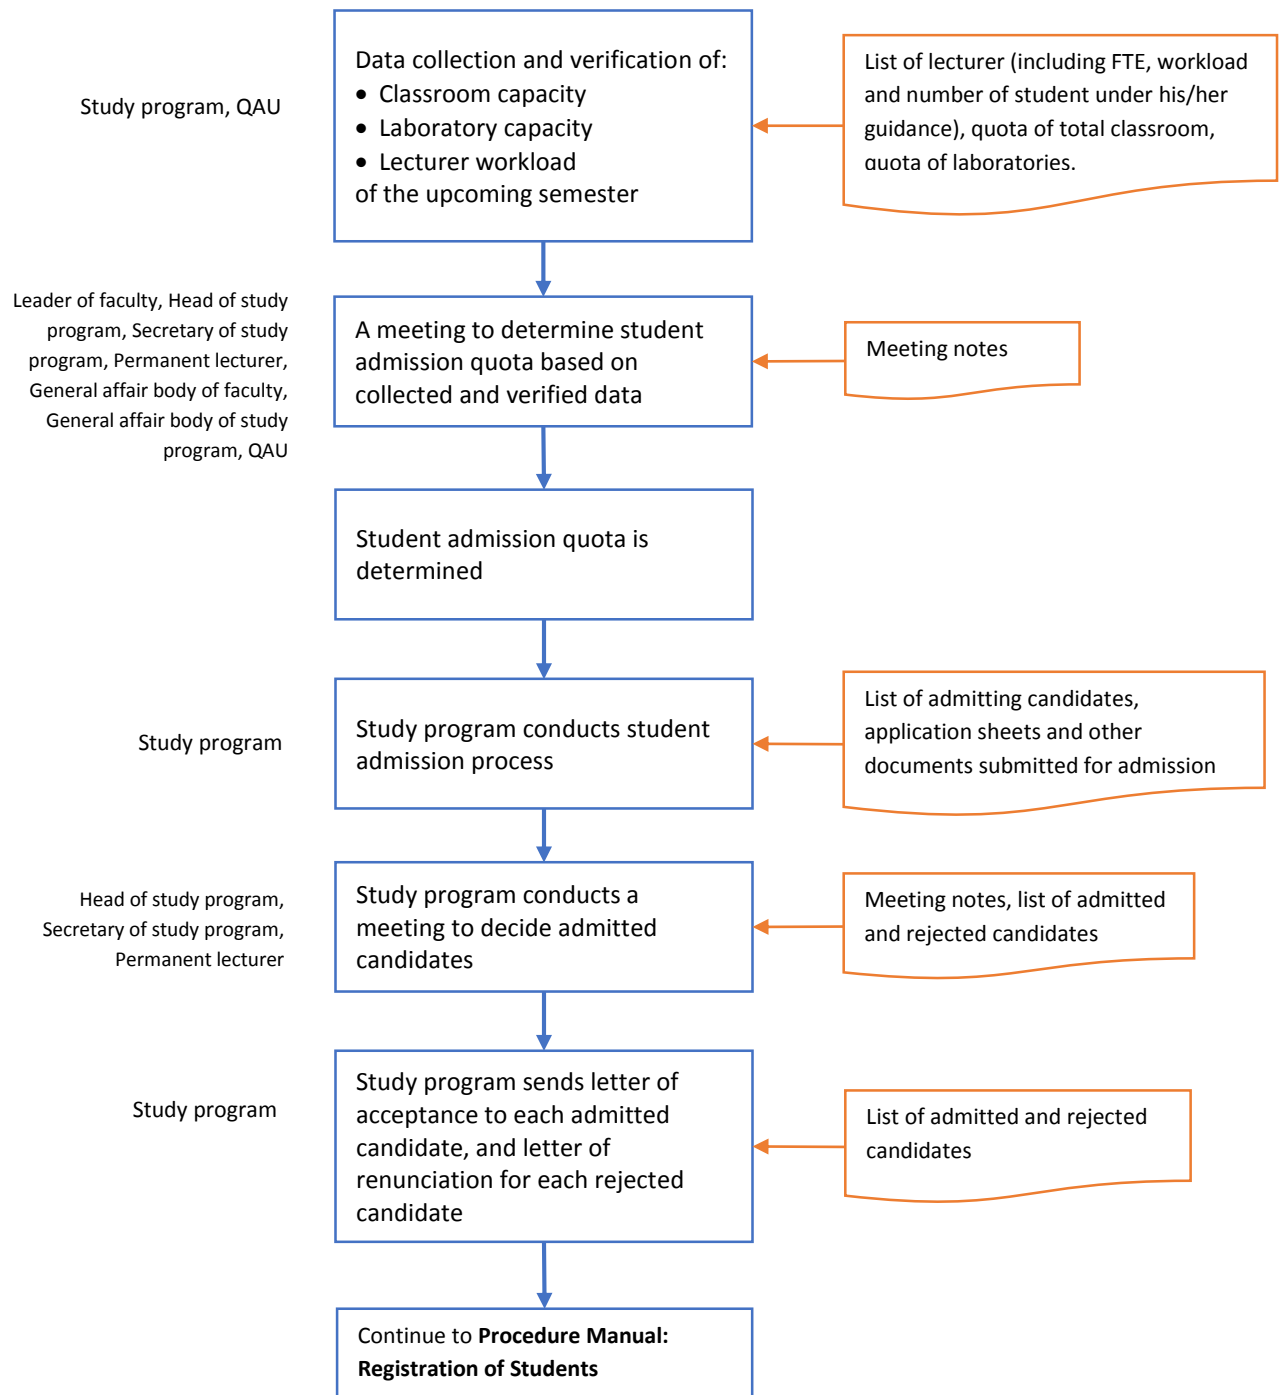 Study program, QAU
Data collection and verification of:
• Classroom capacity
• Laboratory capacity
• Lecturer workload
of the upcoming semester
List of lecturer (including FTE, workload
and number of student under his/her
guidance), quota of total classroom,
quota of laboratories.
Leader of faculty, Head of study
program, Secretary of study
program, Permanent lecturer,
General affair body of faculty,
General affair body of study
program, QAU
A meeting to determine student
admission quota based on
collected and verified data
Meeting notes
Student admission quota is
determined
Study program
Study program conducts student
admission process
List of admitting candidates,
application sheets and other
documents submitted for admission
Head of study program,
Secretary of study program,
Permanent lecturer
Study program conducts a
meeting to decide admitted
candidates
Meeting notes, list of admitted
and rejected candidates
Study program
Study program sends letter of
acceptance to each admitted
candidate, and letter of
renunciation for each rejected
candidate
List of admitted and rejected
candidates
Continue to Procedure Manual:
Registration of Students